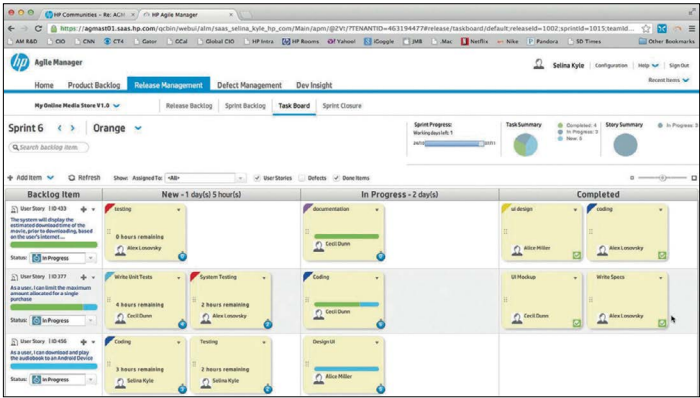 HP Communities - Re: ACH
HP Agile Manager
https://agmast01.saas.hp.com/qcbin/webui/alm/saas_selina_kyle_hp_com/Main/apm/
AM R&D CIO CNN CT4 Gator CCal Global CIO HP Intra HP Rooms Yahoo! iGoggle JMB .Mac Netflix Nike Pandora SD Times Other Bookmarks
hp Agile Manager
Selina Kyle Configuration Help Sign Out
Home Product Backlog Release Management Defect Management Dev Insight
Recent Items
My Online Media Store V1.0 Release Backlog Sprint Backlog Task Board Sprint Closure
Sprint 6 < > Orange
Sprint Progress:
Working days left: 1
Task Summary
Completed: 4
In Progress: 3
New: 5
Story Summary
In Progress: 3
Search backlog item.
Add Item Refresh Show: Assigned To: <All> User Stories Defects Done Items
Backlog Item New - 1 day(s) 5 hour(s) In Progress - 2 day(s) Completed
User Story | ID 433
The system will display the
estimated download time of the
movie, prior to downloading, based
on the user's internet ...
Status: In Progress
testing
0 hours remaining
Alex Losovsky
documentation
Cecil Dunn
ui design
Alice Miller
coding
Alex Losovsky
User Story | ID 377
As a user, I can limit the maximum
amount allocated for a single
purchase
Status: In Progress
Write Unit Tests
4 hours remaining
Cecil Dunn
System Testing
2 hours remaining
Alex Losovsky
Coding
Cecil Dunn
UI Mockup
Cecil Dunn
Write Specs
Alex Losovsky
User Story | ID 456
As a user, I can download and play
the audiobook to an Android Device
Status: In Progress
Coding
3 hours remaining
Selina Kyle
Testing
2 hours remaining
Selina Kyle
Design UI
Alice Miller